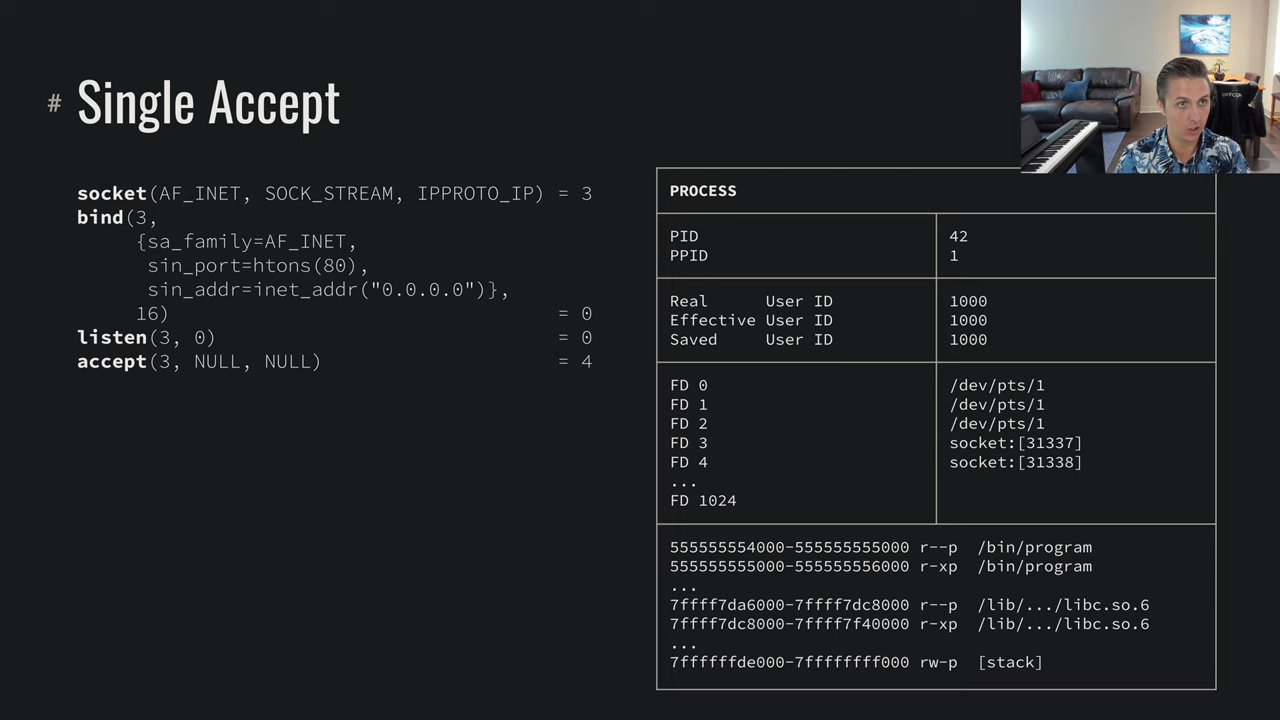 # Single Accept
socket(AF_INET, SOCK_STREAM, IPPROTO_IP) = 3
bind(3,
{sa_family=AF_INET,
sin_port=htons(80),
sin_addr=inet_addr("0.0.0.0")},
16) = 0
listen(3, 0) = 0
accept(3, NULL, NULL) = 4
PROCESS
PID 42
PPID 1
Real User ID 1000
Effective User ID 1000
Saved User ID 1000
FD 0 /dev/pts/1
FD 1 /dev/pts/1
FD 2 /dev/pts/1
FD 3 socket:[31337]
FD 4 socket:[31338]
...
FD 1024
555555554000-555555555000 r--p /bin/program
555555555000-555555556000 r-xp /bin/program
...
7ffff7da6000-7ffff7dc8000 r--p /lib/.../libc.so.6
7ffff7dc8000-7ffff7f40000 r-xp /lib/.../libc.so.6
...
7ffffffde000-7ffffffff000 rw-p [stack]